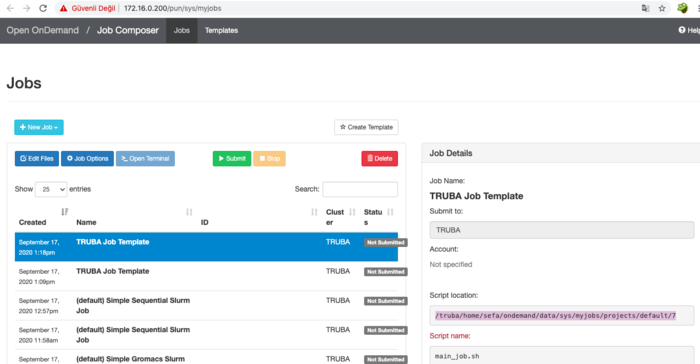 Güvenli Değil | 172.16.0.200/pun/sys/myjobs
Open OnDemand / Job Composer Jobs Templates Help
Jobs
New Job
Create Template
Edit Files Job Options Open Terminal Submit Stop Delete
Show 25 entries Search:
Created Name ID Cluster Status
September 17, 2020 1:18pm TRUBA Job Template TRUBA Not Submitted
September 17, 2020 1:09pm TRUBA Job Template TRUBA Not Submitted
September 17, 2020 12:57pm (default) Simple Sequential Slurm Job TRUBA Not Submitted
September 17, 2020 11:58am (default) Simple Sequential Slurm Job TRUBA Not Submitted
September 17, (default) Simple Gromacs Slurm TRUBA Not Submitted
Job Details
Job Name:
TRUBA Job Template
Submit to:
TRUBA
Account:
Not specified
Script location:
/truba/home/sefa/ondemand/data/sys/myjobs/projects/default/7
Script name:
main_job.sh